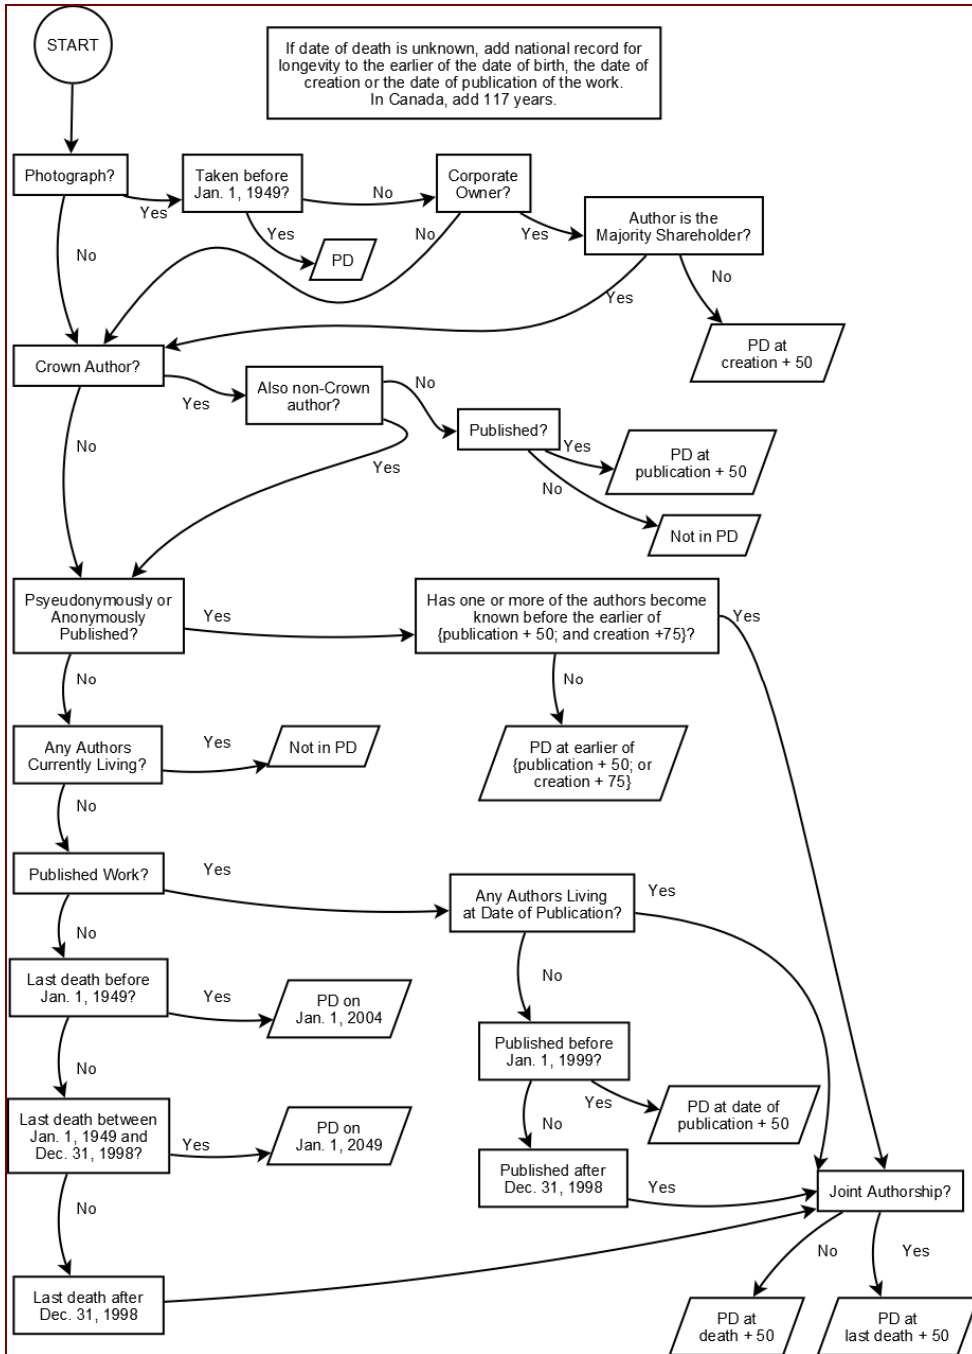 START
If date of death is unknown, add national record for
longevity to the earlier of the date of birth, the date of
creation or the date of publication of the work.
In Canada, add 117 years.
Photograph?
Yes
No
Taken before
Jan. 1, 1949?
No
Yes
PD
Corporate
Owner?
No
Yes
Author is the
Majority Shareholder?
Yes
No
PD at
creation + 50
Crown Author?
Yes
No
Also non-Crown
author?
No
Yes
Published?
Yes
No
PD at
publication + 50
Not in PD
Psyeudonymously or
Anonymously
Published?
Yes
No
Has one or more of the authors become
known before the earlier of
{publication + 50; and creation +75}?
Yes
No
PD at earlier of
{publication + 50; or
creation + 75}
Any Authors
Currently Living?
Yes
No
Not in PD
Published Work?
Yes
No
Any Authors Living
at Date of Publication?
Yes
No
Last death before
Jan. 1, 1949?
Yes
No
PD on
Jan. 1, 2004
Published before
Jan. 1, 1999?
Yes
No
PD at date of
publication + 50
Last death between
Jan. 1, 1949 and
Dec. 31, 1998?
Yes
No
PD on
Jan. 1, 2049
Published after
Dec. 31, 1998
Yes
Joint Authorship?
No
Yes
Last death after
Dec. 31, 1998
PD at
death + 50
PD at
last death + 50